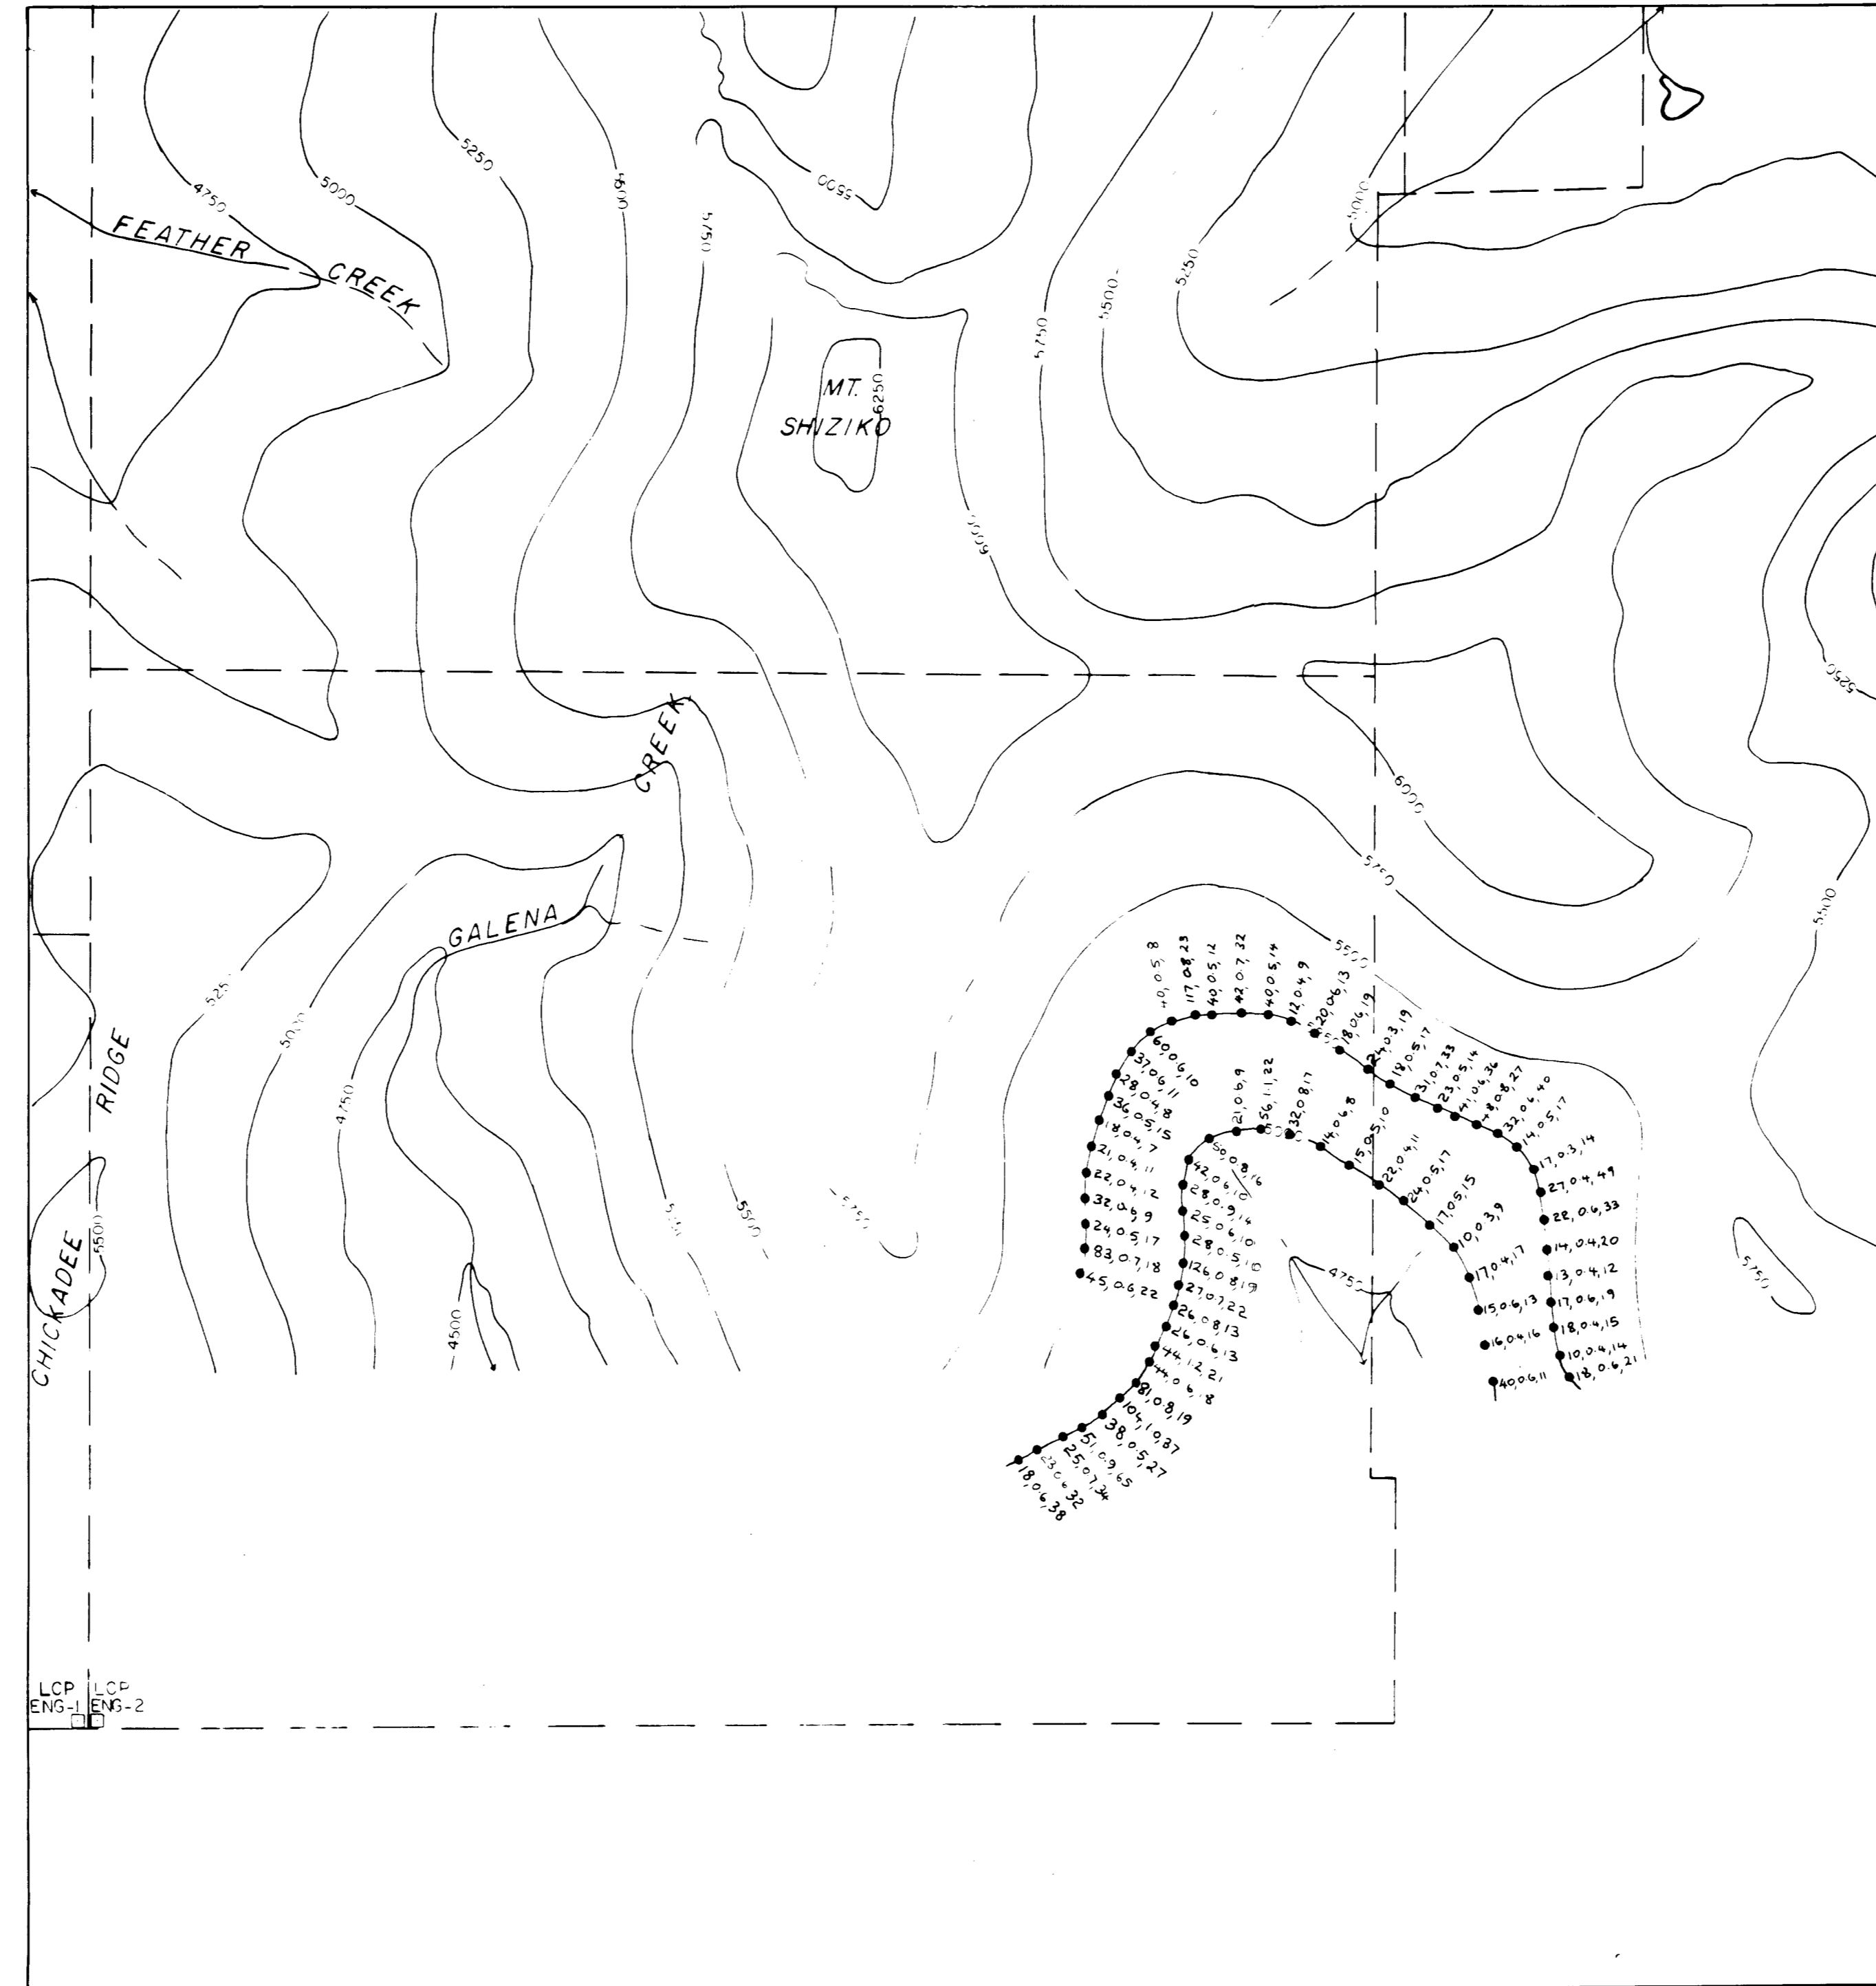 5250
4750
5000
5500
5500
FEATHER
CREEK
5750
5000
5250
5500
5750
MT.
SHIZIKO
6250
6000
5250
CREEK
6000
5750
5500
GALENA
5500
5000
4750
RIDGE
CHICKADEE
5500
4500
5500
5750
4750
5750
40, 0.5, 8
117, 0.8, 23
40, 0.5, 12
42, 0.7, 32
40, 0.5, 14
12, 0.4, 9
20, 0.6, 13
18, 0.6, 19
24, 0.3, 19
18, 0.5, 17
31, 0.7, 33
23, 0.5, 14
41, 0.6, 36
48, 0.8, 27
32, 0.6, 40
14, 0.5, 17
17, 0.3, 14
27, 0.4, 49
22, 0.6, 33
14, 0.4, 20
13, 0.4, 12
17, 0.6, 19
18, 0.4, 15
10, 0.4, 14
18, 0.6, 21
60, 0.6, 10
37, 0.6, 11
28, 0.4, 8
36, 0.5, 15
18, 0.4, 7
21, 0.4, 11
22, 0.4, 12
32, 0.6, 9
24, 0.5, 17
83, 0.7, 18
45, 0.6, 22
21, 0.6, 9
56, 1.1, 22
32, 0.8, 17
14, 0.6, 8
15, 0.5, 10
22, 0.4, 11
24, 0.5, 17
17, 0.5, 15
10, 0.3, 9
17, 0.4, 17
15, 0.6, 13
16, 0.4, 16
40, 0.6, 11
50, 0.8, 16
42, 0.6, 10
28, 0.9, 14
25, 0.6, 10
28, 0.5, 10
126, 0.8, 19
27, 0.7, 22
26, 0.8, 13
26, 0.6, 13
44, 1.2, 21
44, 0.6, 18
81, 0.8, 19
104, 1.0, 37
38, 0.5, 27
51, 0.9, 65
25, 0.7, 34
23, 0.6, 32
18, 0.6, 38
LCP LCP
ENG-1 ENG-2